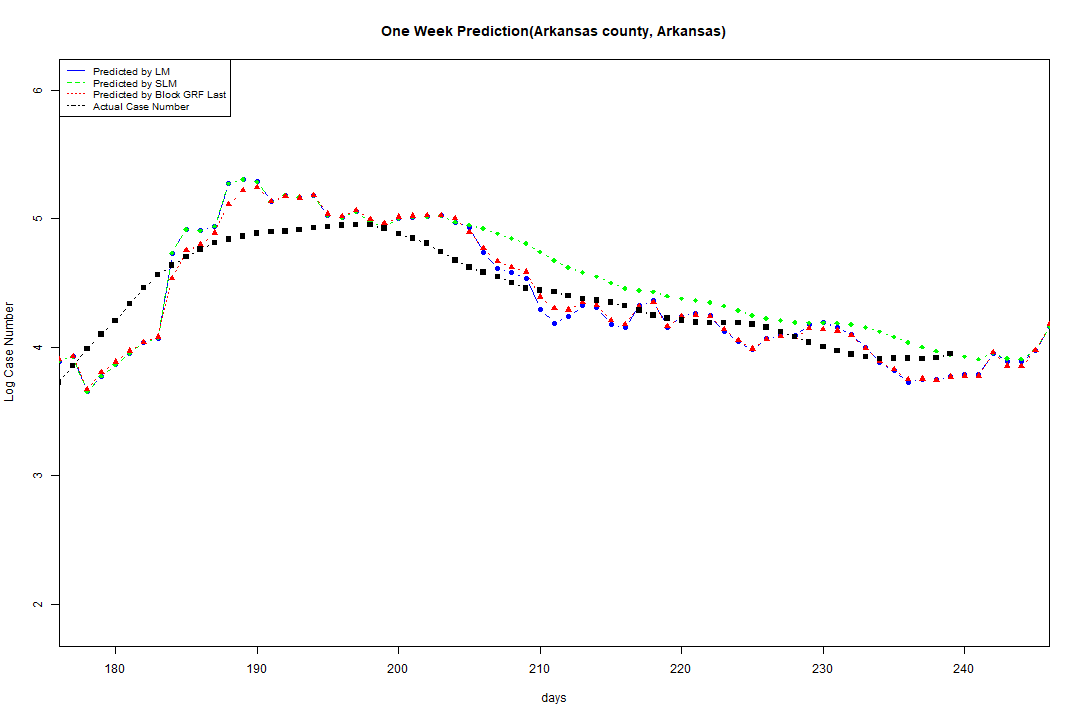 One Week Prediction(Arkansas county, Arkansas)
Predicted by LM
Predicted by SLM
Predicted by Block GRF Last
Actual Case Number
6
5
4
3
2
Log Case Number
180 190 200 210 220 230 240
days